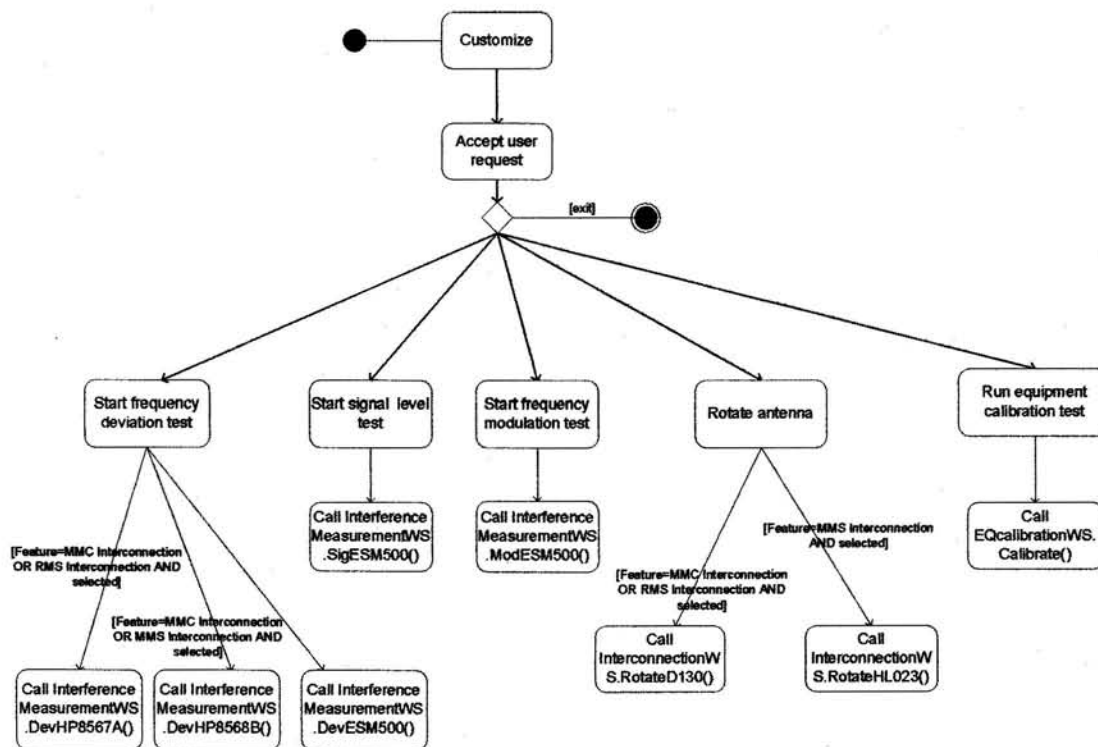 Customize
Accept user
request
[exit]
Start frequency
deviation test
Start signal level
test
Start frequency
modulation test
Rotate antenna
Run equipment
calibration test
Call Interference
MeasurementWS
.SigESM500()
Call Interference
MeasurementWS
.ModESM500()
Call
EQcalibrationWS.
Calibrate()
[Feature=MMC Interconnection
OR RMS Interconnection AND
selected]
[Feature=MMC Interconnection
OR MMS Interconnection AND
selected]
[Feature=MMC Interconnection
OR RMS Interconnection AND
selected]
[Feature=MMS Interconnection
AND selected]
Call Interference
MeasurementWS
.DevHP8567A()
Call Interference
MeasurementWS
.DevHP8568B()
Call Interference
MeasurementWS
.DevESM500()
Call
InterconnectionW
S.RotateD130()
Call
InterconnectionW
S.RotateHL023()